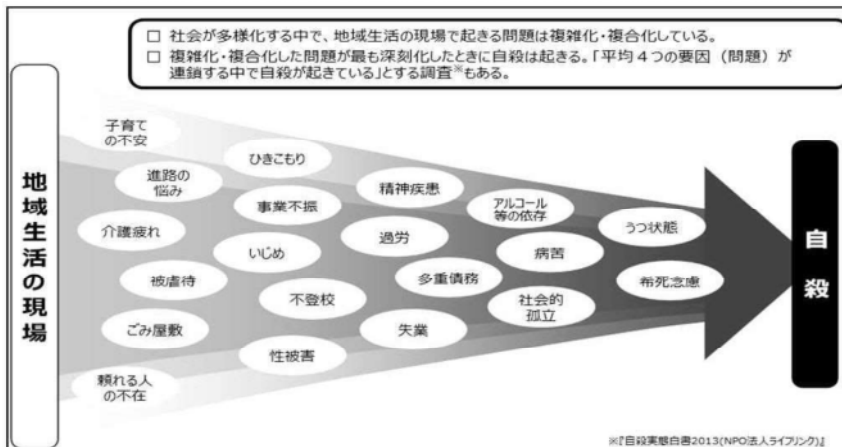 □ 社会が多様化する中で、地域生活の現場で起きる問題は複雑化・複合化している。
□ 複雑化・複合化した問題が最も深刻化したときに自殺は起きる。「平均4つの要因（問題）が
連鎖する中で自殺が起きている」とする調査※もある。
地域生活の現場
子育て
の不安
進路の
悩み
介護疲れ
被虐待
ごみ屋敷
頼れる人
の不在
ひきこもり
事業不振
いじめ
不登校
性被害
精神疾患
過労
多重債務
失業
アルコール
等の依存
病苦
社会的
孤立
うつ状態
希死念慮
自殺
※『自殺実態白書2013(NPO法人ライフリンク)』